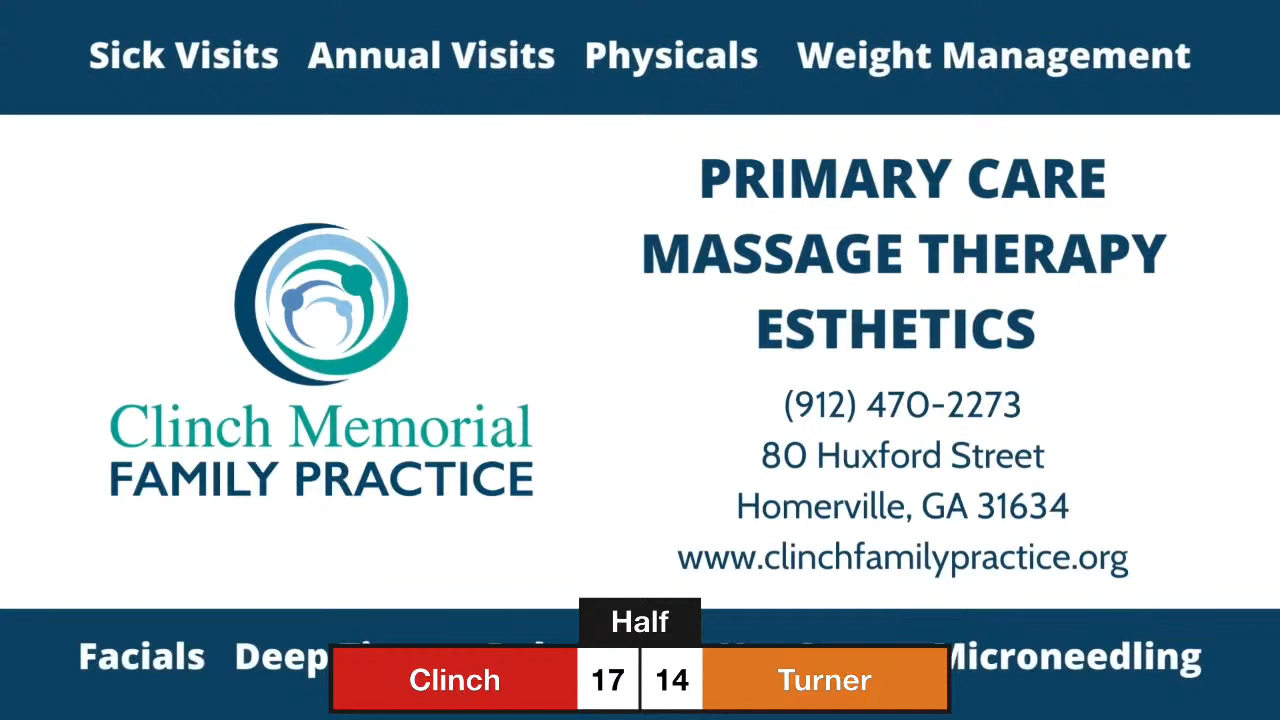 Sick Visits Annual Visits Physicals Weight Management
PRIMARY CARE
MASSAGE THERAPY
ESTHETICS
Clinch Memorial
FAMILY PRACTICE
(912) 470-2273
80 Huxford Street
Homerville, GA 31634
www.clinchfamilypractice.org
Facials Deep Microneedling
Half
Clinch 17 14 Turner